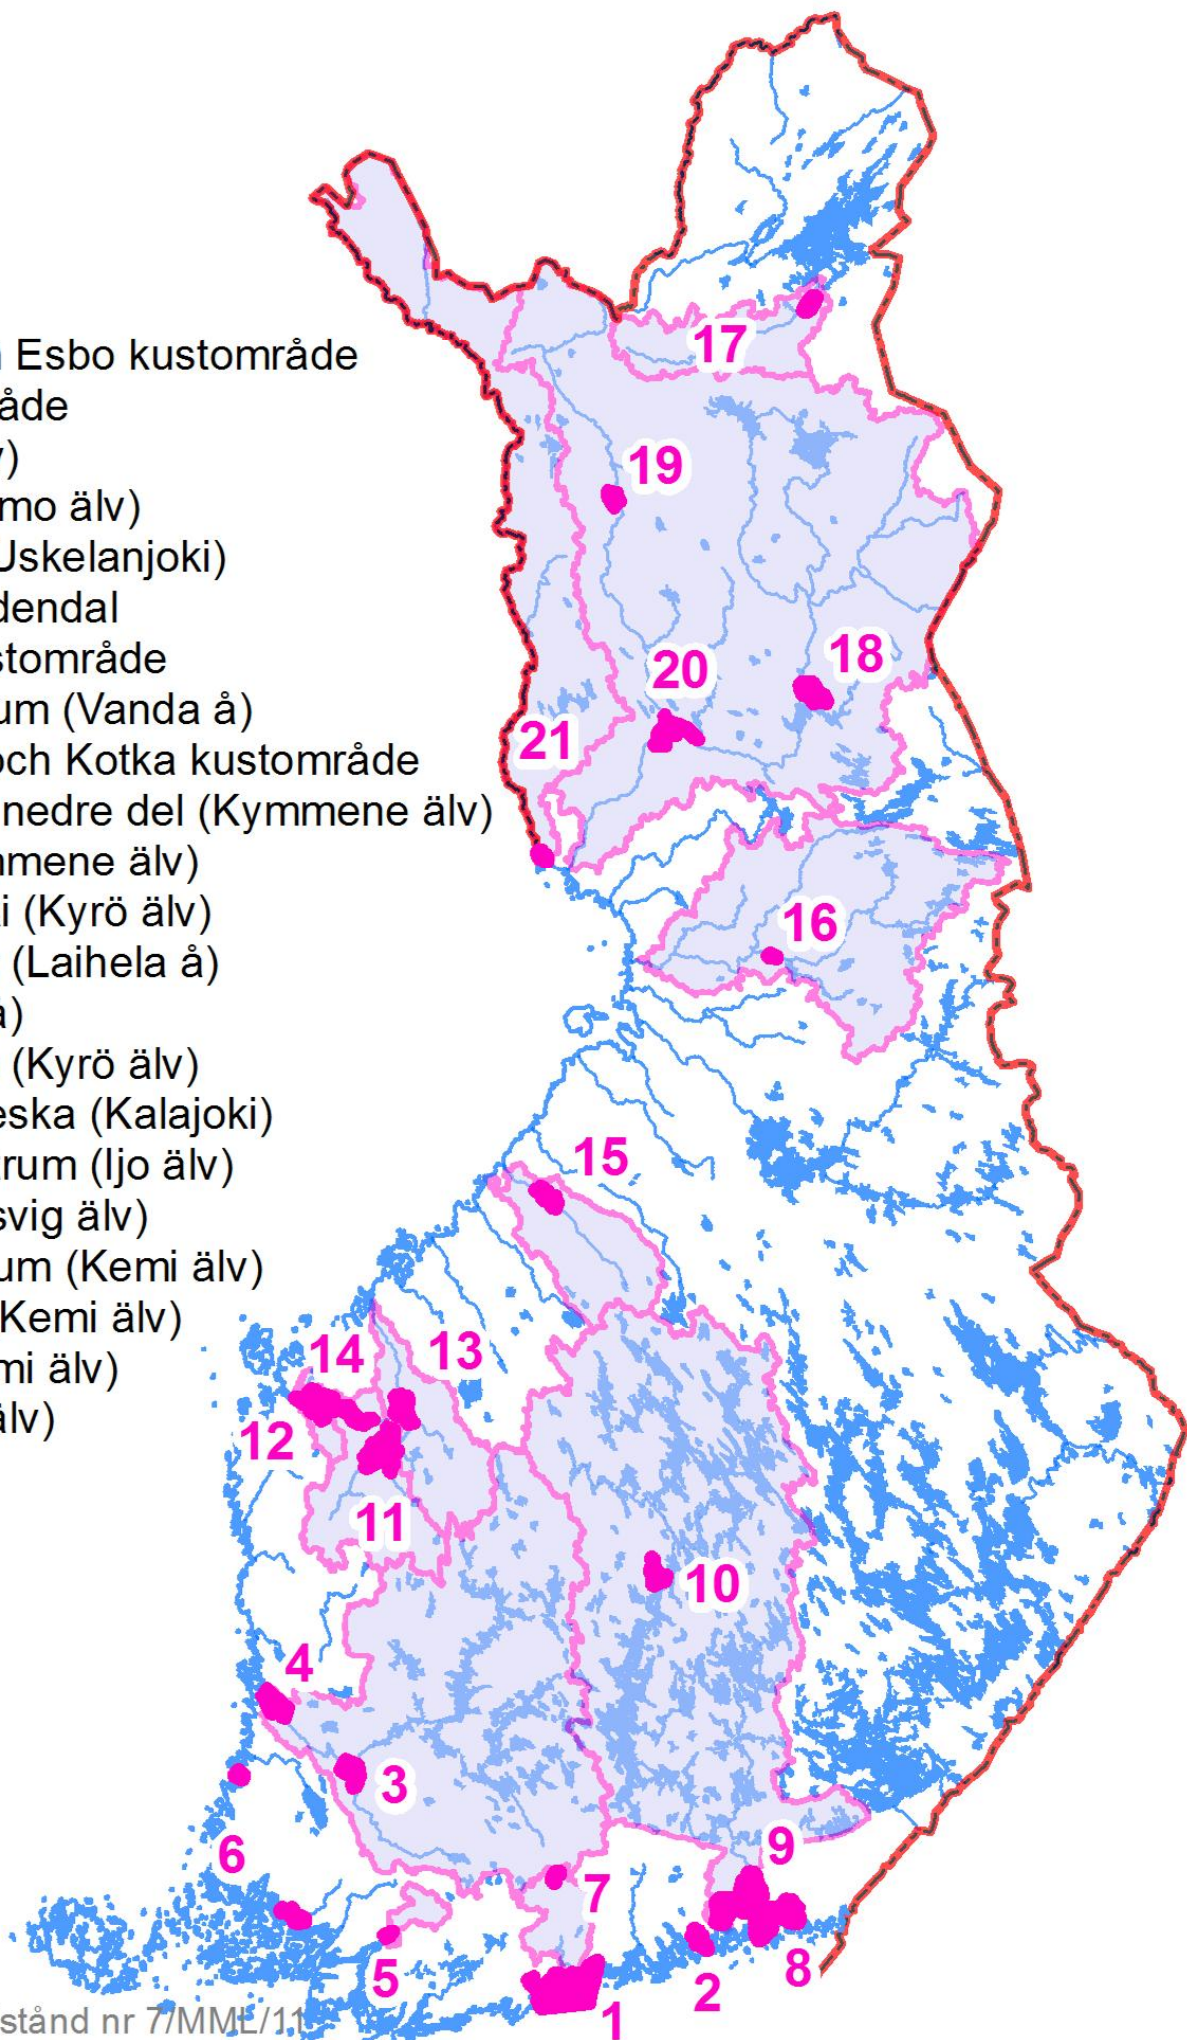 Esbo kustområde
åde
)
mo älv)
Uskelanjoki)
dendal
stområde
um (Vanda å)
och Kotka kustområde
nedre del (Kymmene älv)
mmene älv)
i (Kyrö älv)
(Laihela å)
å)
(Kyrö älv)
eska (Kalajoki)
trum (Ijo älv)
svig älv)
um (Kemi älv)
Kemi älv)
mi älv)
älv)
17
19
18
20
21
16
15
14
13
12
11
10
4
3
9
6
7
5
2
8
1
stånd nr 7/MML/11